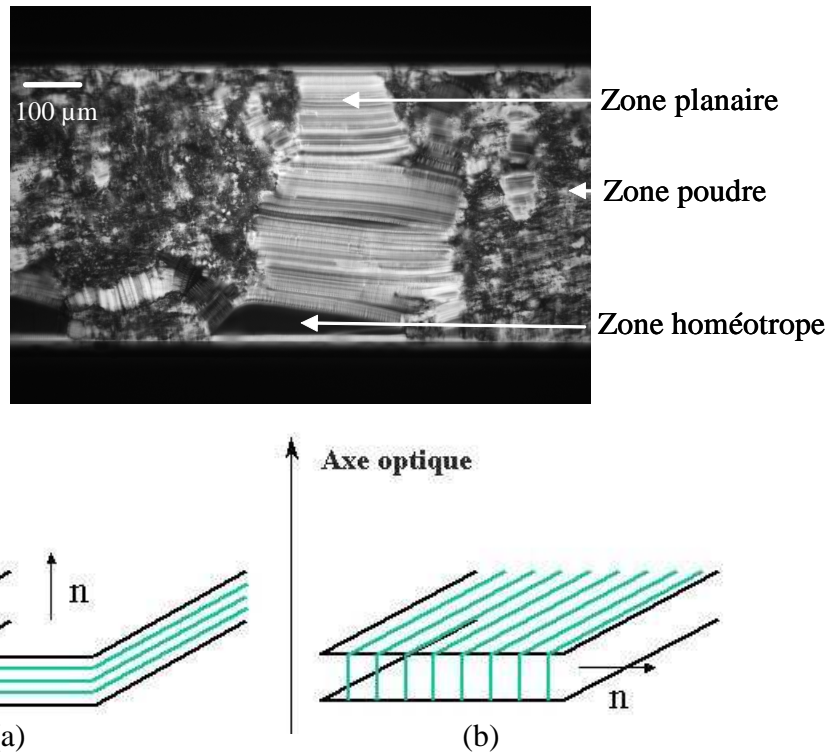 100 µm
Zone planaire
Zone poudre
Zone homéotrope
Axe optique
n
n
a)
(b)